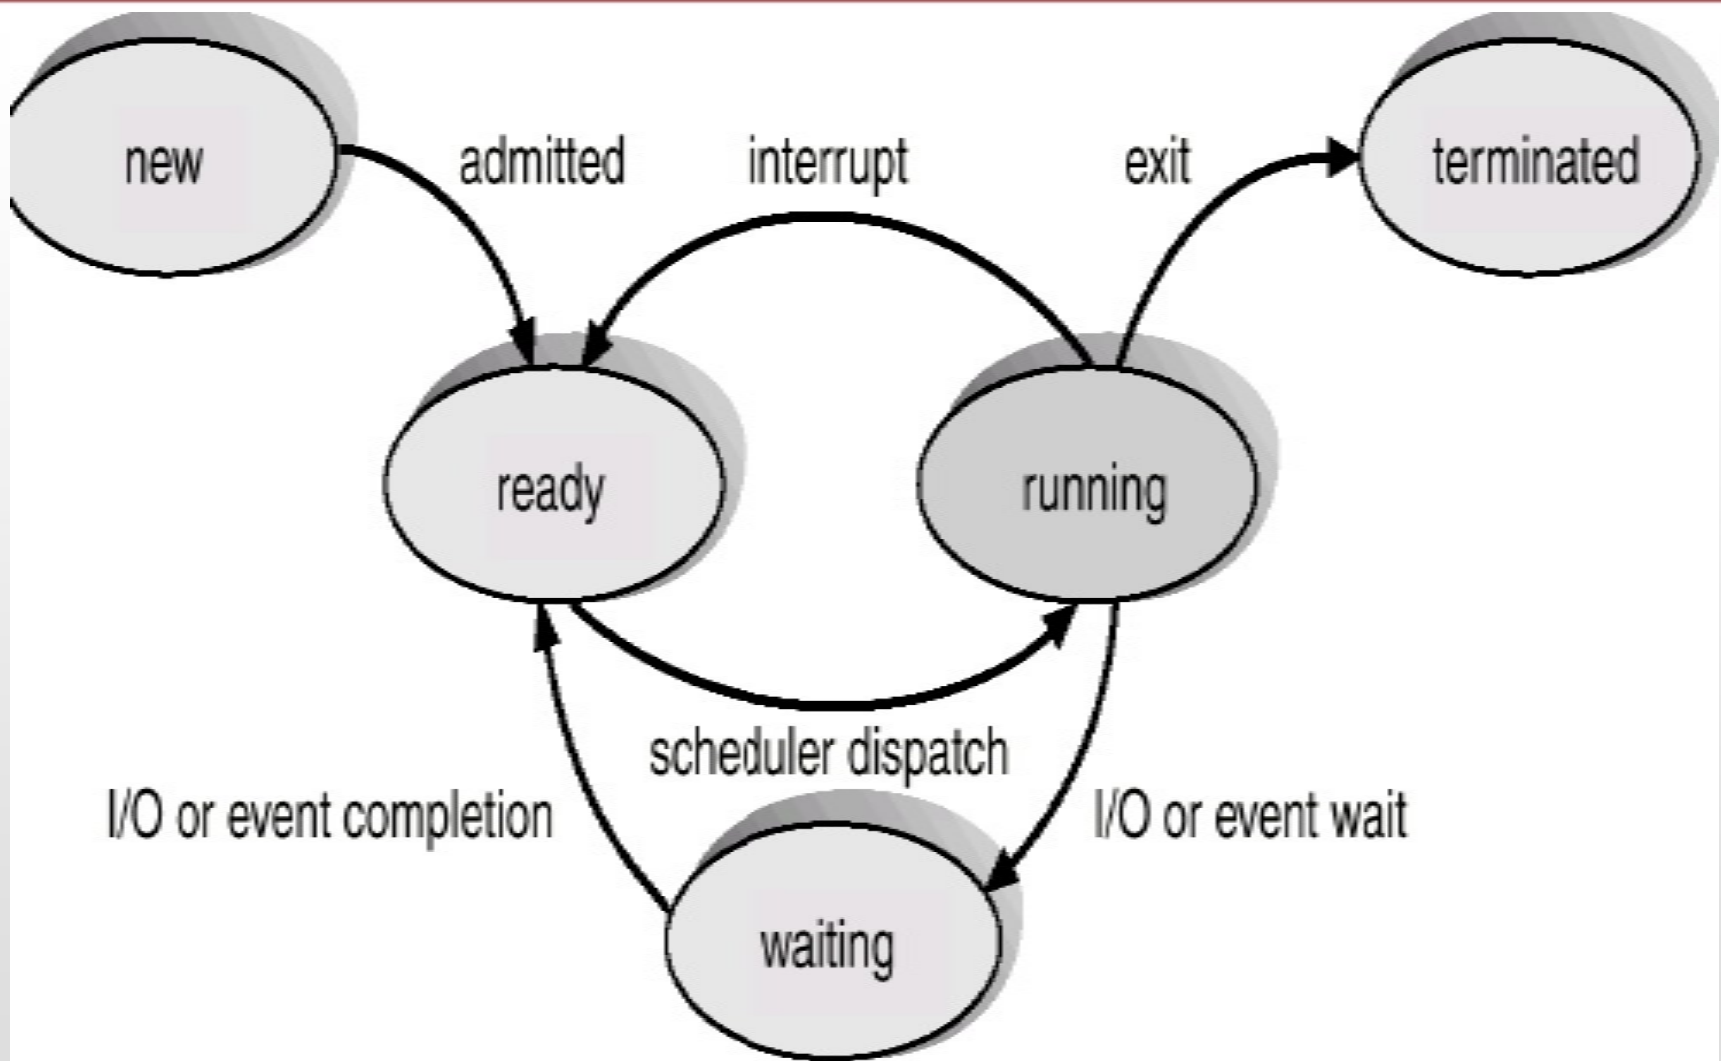 new
admitted
interrupt
exit
terminated
ready
running
scheduler dispatch
I/O or event completion
I/O or event wait
waiting